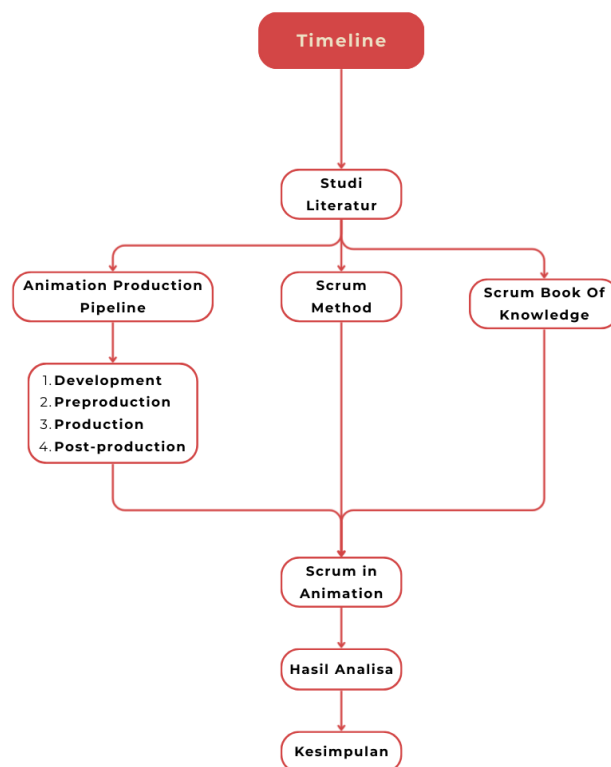 Timeline
Studi
Literatur
Animation Production
Pipeline
Scrum
Method
Scrum Book Of
Knowledge
1. Development
2. Preproduction
3. Production
4. Post-production
Scrum in
Animation
Hasil Analisa
Kesimpulan